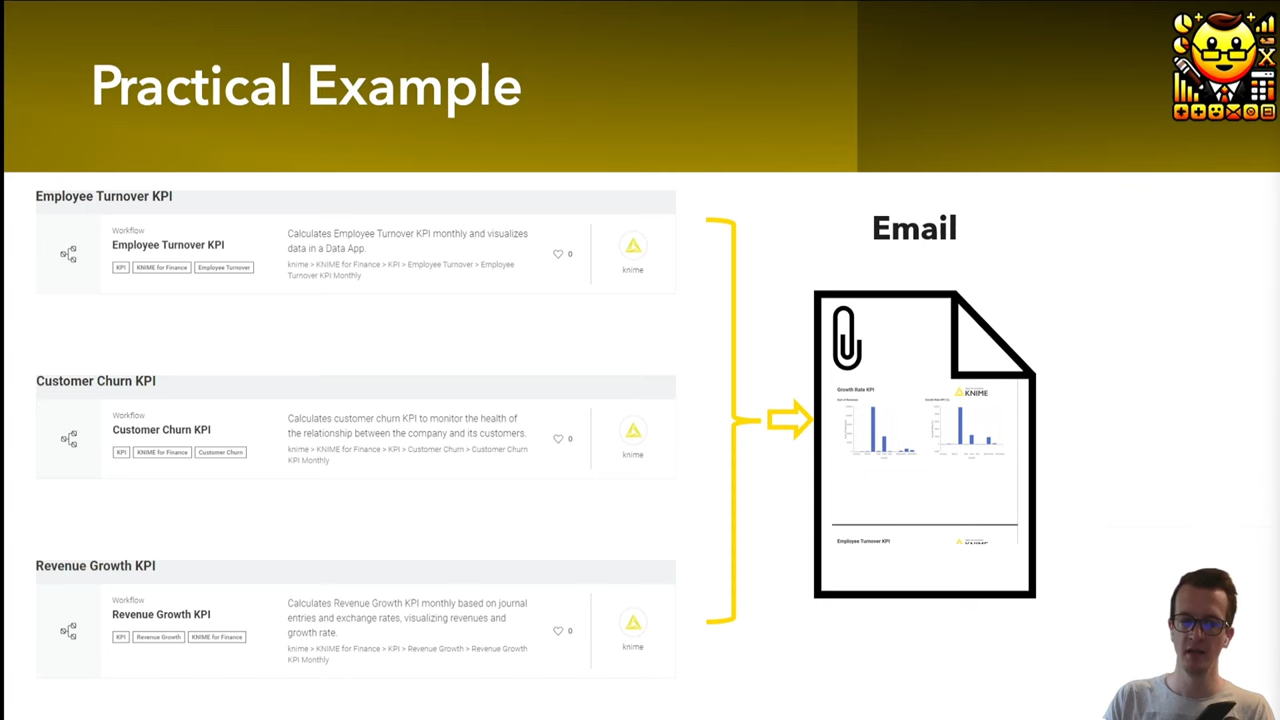 Practical Example
Employee Turnover KPI
Workflow
Employee Turnover KPI
KPI KNIME for Finance Employee Turnover
Calculates Employee Turnover KPI monthly and visualizes
data in a Data App.
knime > KNIME for Finance > KPI > Employee Turnover > Employee
Turnover KPI Monthly
0
knime
Customer Churn KPI
Workflow
Customer Churn KPI
KPI KNIME for Finance Customer Churn
Calculates customer churn KPI to monitor the health of
the relationship between the company and its customers.
knime > KNIME for Finance > KPI > Customer Churn > Customer Churn
KPI Monthly
0
knime
Revenue Growth KPI
Workflow
Revenue Growth KPI
KPI Revenue Growth KNIME for Finance
Calculates Revenue Growth KPI monthly based on journal
entries and exchange rates, visualizing revenues and
growth rate.
knime > KNIME for Finance > KPI > Revenue Growth > Revenue Growth
KPI Monthly
0
knime
Email
Growth Rate KPI
KNIME
Employee Turnover KPI
KNIME